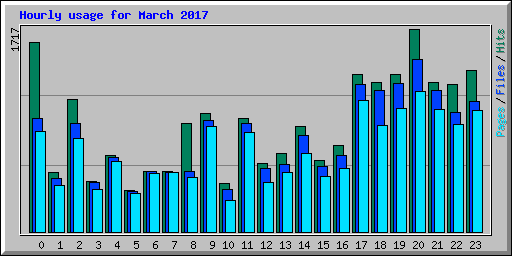 Hourly usage for March 2017
1717
Pages/Files/Hits
0 1 2 3 4 5 6 7 8 9 10 11 12 13 14 15 16 17 18 19 20 21 22 23